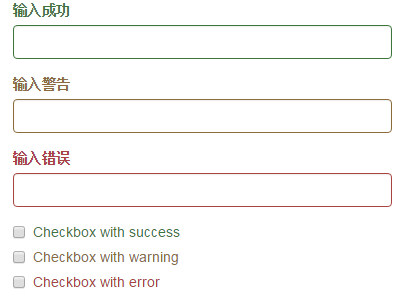 输入成功
输入警告
输入错误
Checkbox with success
Checkbox with warning
Checkbox with error